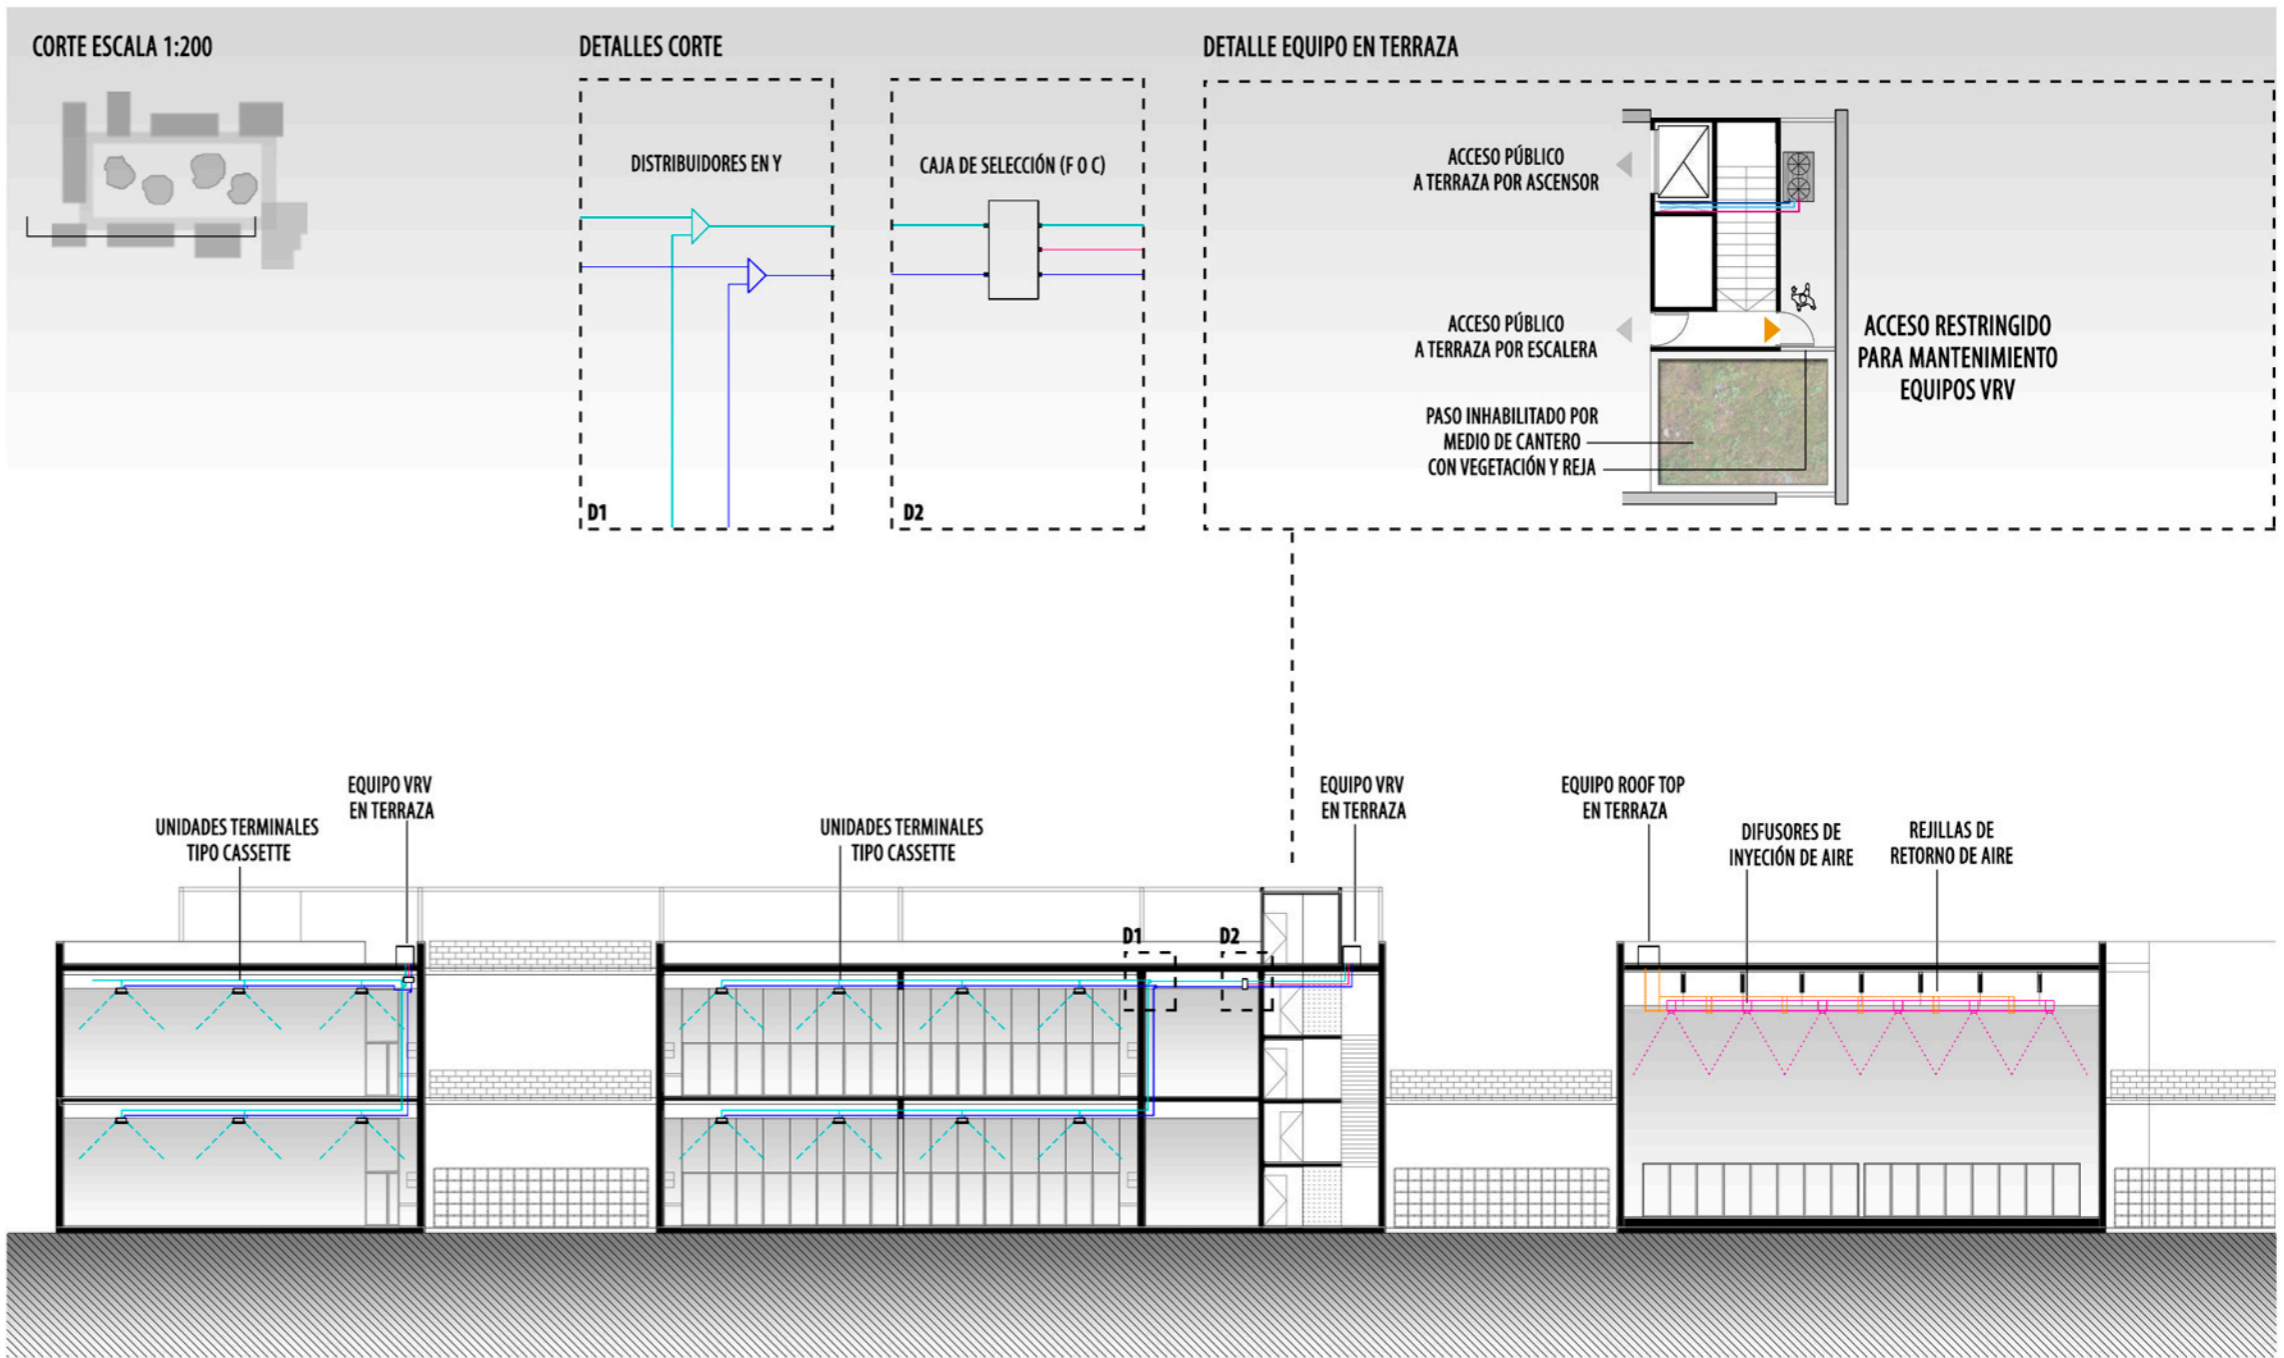 CORTE ESCALA 1:200
DETALLES CORTE
DETALLE EQUIPO EN TERRAZA
DISTRIBUIDORES EN Y
D1
CAJA DE SELECCIÓN (F O C)
D2
ACCESO PÚBLICO
A TERRAZA POR ASCENSOR
ACCESO PÚBLICO
A TERRAZA POR ESCALERA
PASO INHABILITADO POR
MEDIO DE CANTERO
CON VEGETACIÓN Y REJA
ACCESO RESTRINGIDO
PARA MANTENIMIENTO
EQUIPOS VRV
UNIDADES TERMINALES
TIPO CASSETTE
EQUIPO VRV
EN TERRAZA
UNIDADES TERMINALES
TIPO CASSETTE
D1
D2
EQUIPO VRV
EN TERRAZA
EQUIPO ROOF TOP
EN TERRAZA
DIFUSORES DE
INYECIÓN DE AIRE
REJILLAS DE
RETORNO DE AIRE